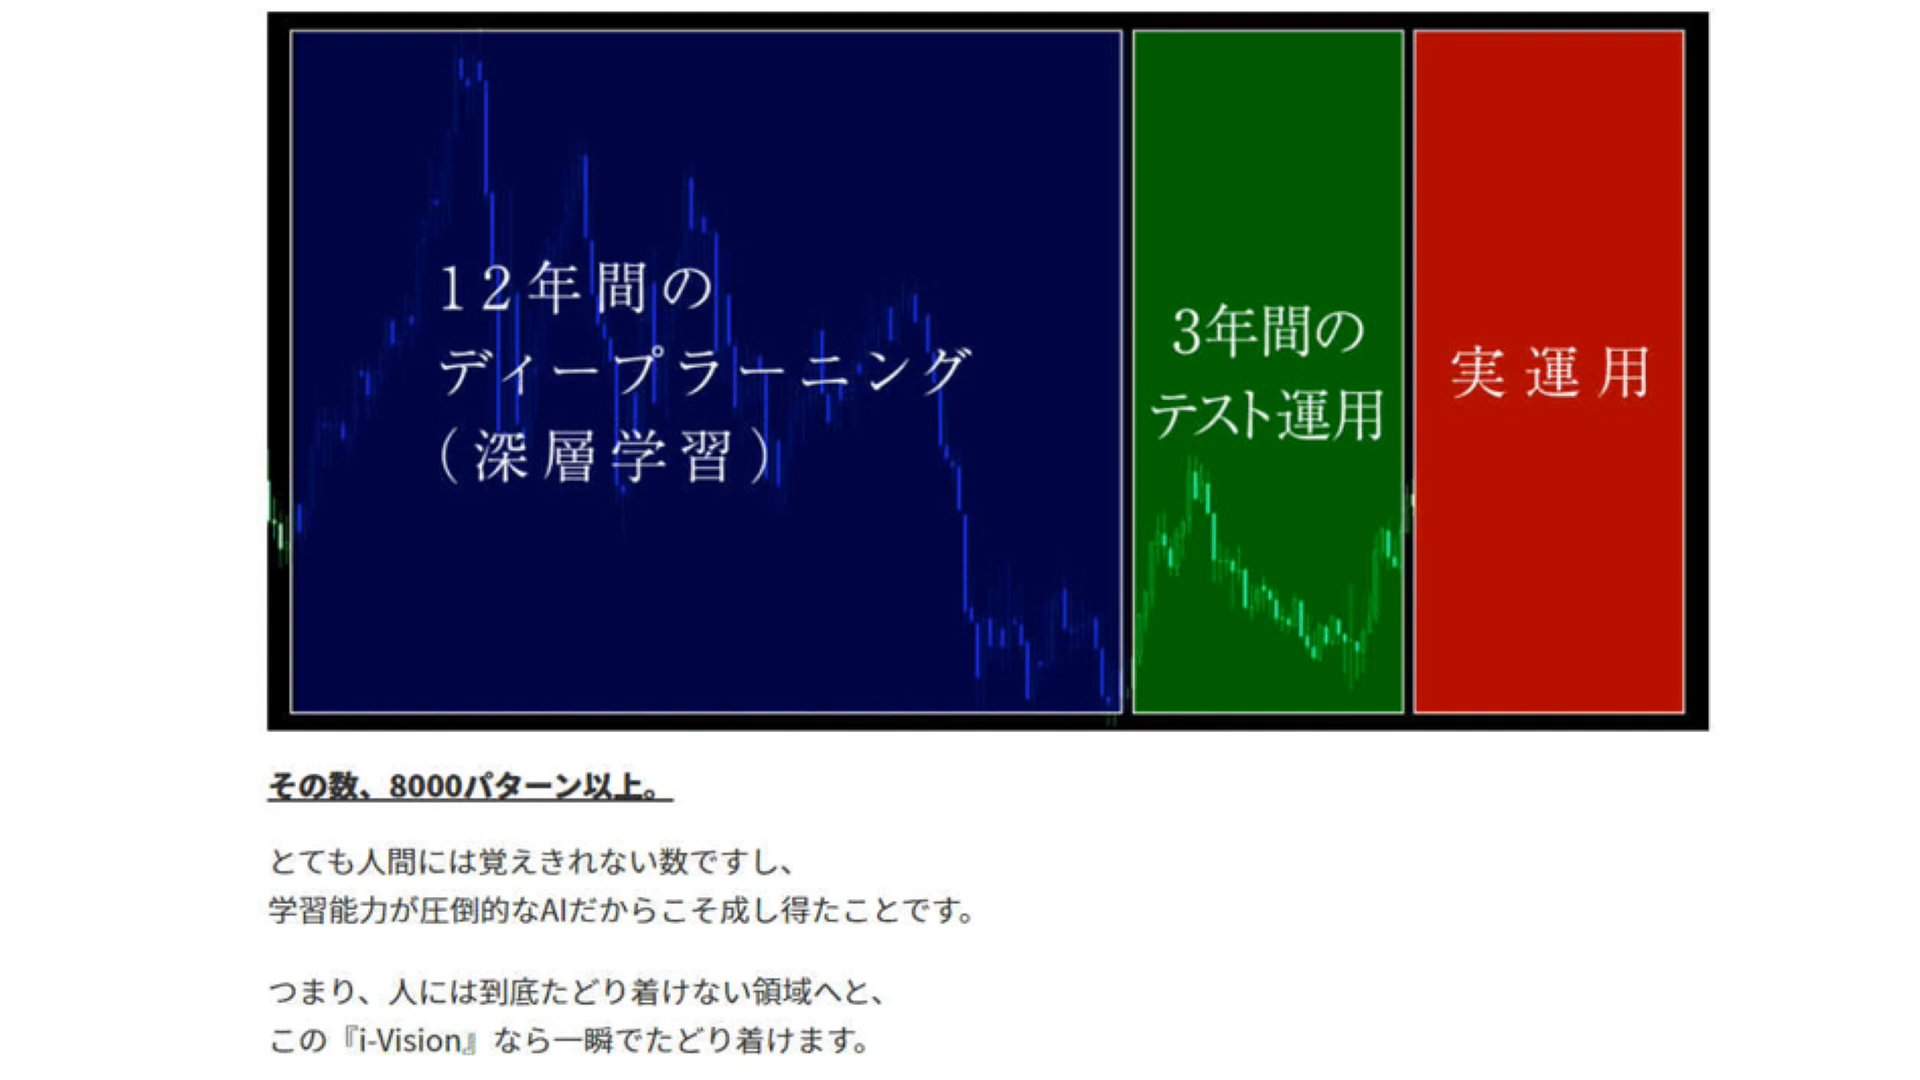 12年間の
ディープラーニング
（深層学習）
3年間の
テスト運用
実運用
その数、8000パターン以上。
とても人間には覚えきれない数ですし、
学習能力が圧倒的なAIだからこそ成し得たことです。
つまり、人には到底たどり着けない領域へと、
この『i-Vision』なら一瞬でたどり着けます。